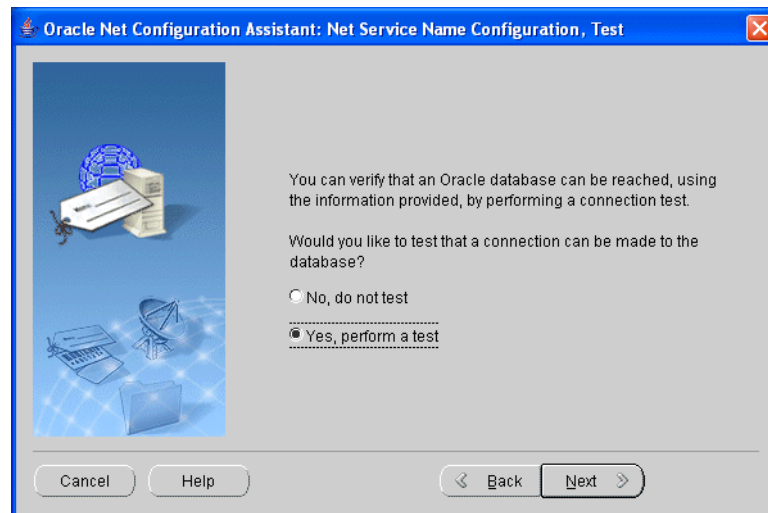 Oracle Net Configuration Assistant: Net Service Name Configuration, Test
You can verify that an Oracle database can be reached, using
the information provided, by performing a connection test.
Would you like to test that a connection can be made to the
database?
No, do not test
Yes, perform a test
Cancel
Help
Back
Next